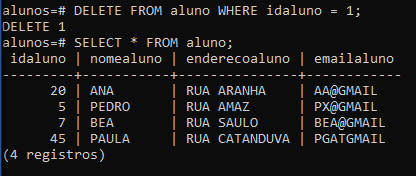 alunos=# DELETE FROM aluno WHERE idaluno = 1;
DELETE 1
alunos=# SELECT * FROM aluno;
 idaluno | nomealuno | enderecoaluno | emailaluno
---------+-----------+---------------+------------
      20 | ANA       | RUA ARANHA    | AA@GMAIL
       5 | PEDRO     | RUA AMAZ      | PX@GMAIL
       7 | BEA       | RUA SAULO     | BEA@GMAIL
      45 | PAULA     | RUA CATANDUVA | PGATGMAIL
(4 registros)